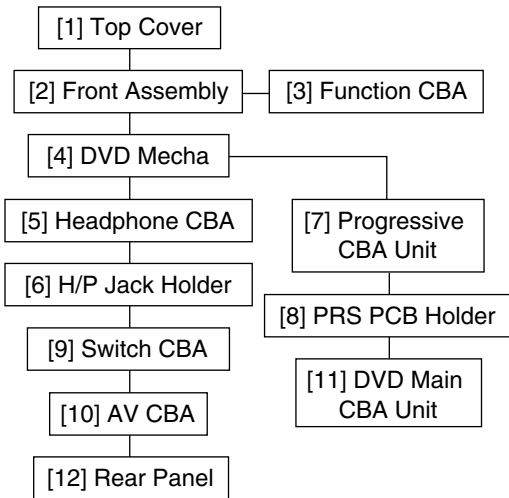 [1] Top Cover
[2] Front Assembly
[3] Function CBA
[4] DVD Mecha
[5] Headphone CBA
[7] Progressive
CBA Unit
[6] H/P Jack Holder
[8] PRS PCB Holder
[9] Switch CBA
[11] DVD Main
CBA Unit
[10] AV CBA
[12] Rear Panel